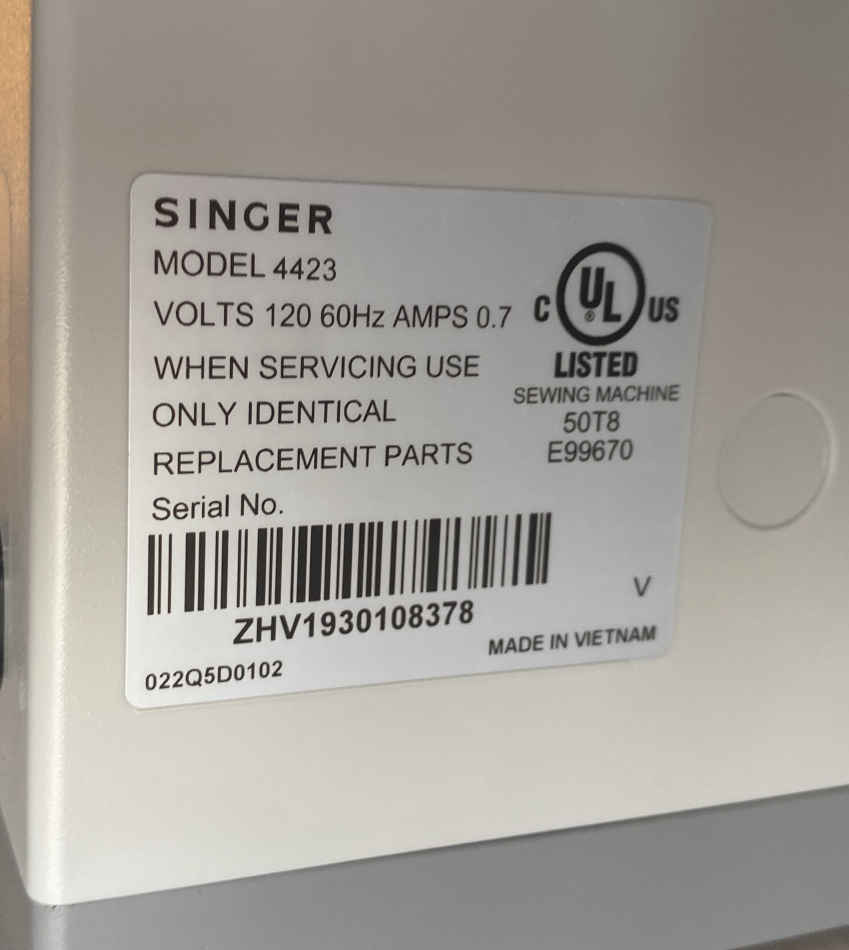 SINGER
MODEL 4423
VOLTS 120 60Hz AMPS 0.7
WHEN SERVICING USE
ONLY IDENTICAL
REPLACEMENT PARTS
Serial No.
ZHV1930108378
022Q5D0102
C UL ® US
LISTED
SEWING MACHINE
50T8
E99670
V
MADE IN VIETNAM